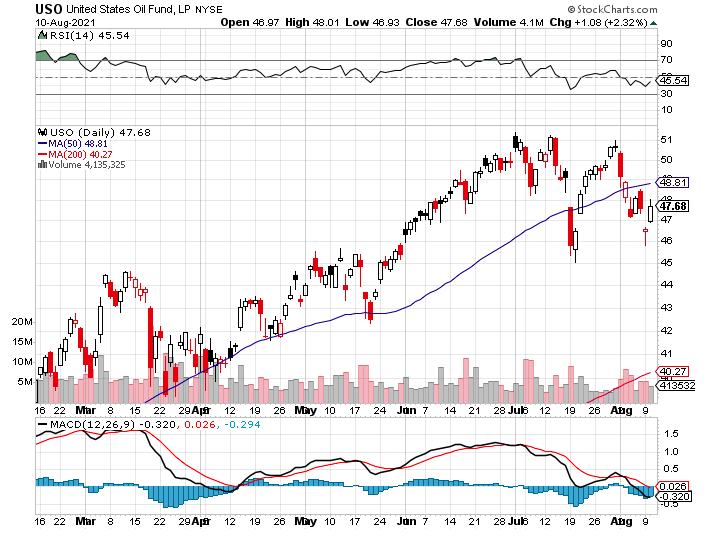 USO United States Oil Fund, LP NYSE © StockCharts.com
10-Aug-2021 Open 46.97 High 48.01 Low 46.93 Close 47.68 Volume 4.1M Chg +1.08 (+2.32%)
RSI(14) 45.54
90
70
50
45.54
30
10
USO (Daily) 47.68
MA(50) 48.81
MA(200) 40.27
Volume 4,135,325
51
50
49
48.81
48
47.68
47
46
45
44
43
42
41
40.27
4135325
20M
15M
10M
5M
16 22 Mar 8 15 22 Apr 5 12 19 26 May 10 17 24 Jun 7 14 21 Jul 6 12 19 26 Aug 9
MACD(12,26,9) -0.320, 0.026, -0.294
1.5
1.0
0.5
0.026
-0.320
-0.5
16 22 Mar 8 15 22 Apr 5 12 19 26 May 10 17 24 Jun 7 14 21 Jul 6 12 19 26 Aug 9